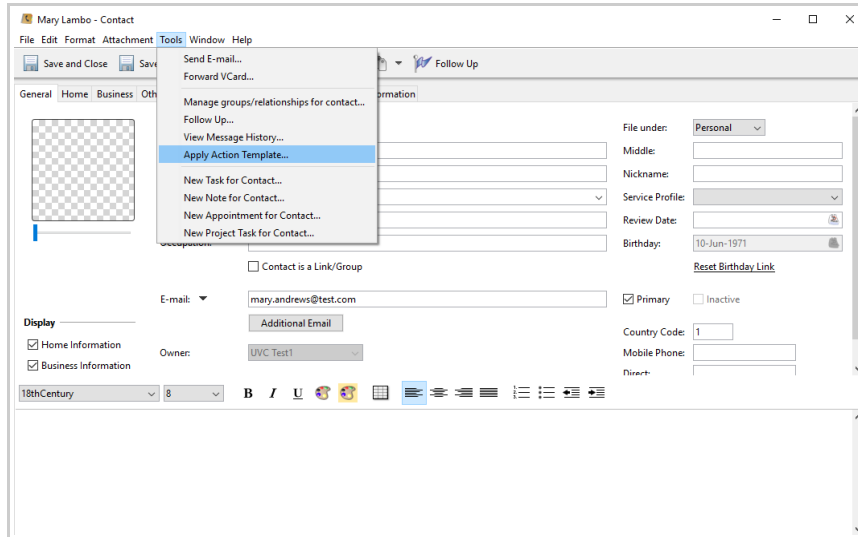 Mary Lambo - Contact
File Edit Format Attachment Tools Window Help
Save and Close Save Follow Up
General Home Business Oth
Send E-mail...
Forward VCard...
Manage groups/relationships for contact...
Follow Up...
View Message History...
Apply Action Template...
New Task for Contact...
New Note for Contact...
New Appointment for Contact...
New Project Task for Contact...
File under: Personal
Middle:
Nickname:
Service Profile:
Review Date:
Birthday: 10-Jun-1971
Contact is a Link/Group
Reset Birthday Link
E-mail: mary.andrews@test.com
Primary Inactive
Additional Email
Display
Home Information
Business Information
Owner: UVC Test1
Country Code: 1
Mobile Phone:
Direct:
18thCentury 8 B I U